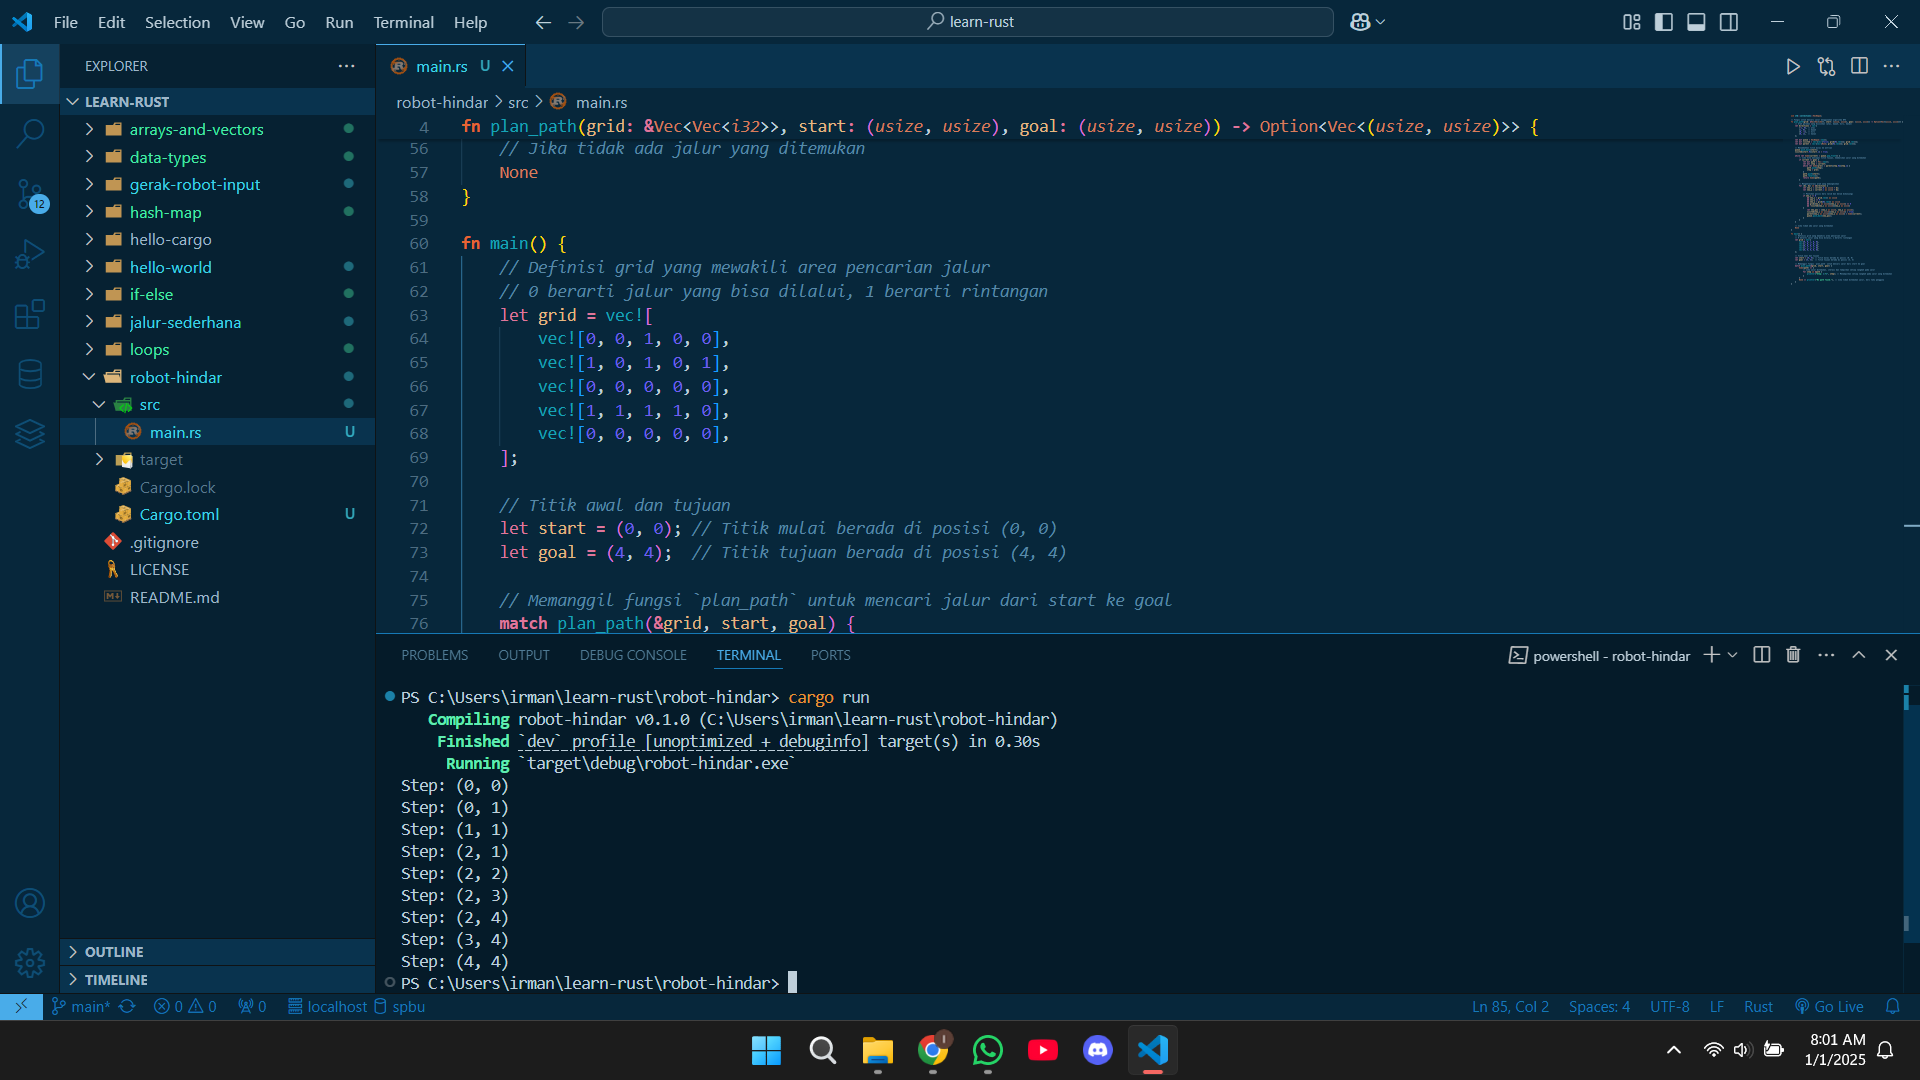 File Edit Selection View Go Run Terminal Help
learn-rust
EXPLORER
LEARN-RUST
arrays-and-vectors
data-types
gerak-robot-input
hash-map
hello-cargo
hello-world
if-else
jalur-sederhana
loops
robot-hindar
src
main.rs U
target
Cargo.lock
Cargo.toml U
.gitignore
LICENSE
README.md
OUTLINE
TIMELINE
12
main.rs U
robot-hindar > src > main.rs
4 fn plan_path(grid: &Vec<Vec<i32>>, start: (usize, usize), goal: (usize, usize)) -> Option<Vec<(usize, usize)>> {
56 // Jika tidak ada jalur yang ditemukan
57 None
58 }
59
60 fn main() {
61 // Definisi grid yang mewakili area pencarian jalur
62 // 0 berarti jalur yang bisa dilalui, 1 berarti rintangan
63 let grid = vec![
64 vec![0, 0, 1, 0, 0],
65 vec![1, 0, 1, 0, 1],
66 vec![0, 0, 0, 0, 0],
67 vec![1, 1, 1, 1, 0],
68 vec![0, 0, 0, 0, 0],
69 ];
70
71 // Titik awal dan tujuan
72 let start = (0, 0); // Titik mulai berada di posisi (0, 0)
73 let goal = (4, 4); // Titik tujuan berada di posisi (4, 4)
74
75 // Memanggil fungsi `plan_path` untuk mencari jalur dari start ke goal
76 match plan_path(&grid, start, goal) {
PROBLEMS OUTPUT DEBUG CONSOLE TERMINAL PORTS
powershell - robot-hindar
PS C:\Users\irman\learn-rust\robot-hindar> cargo run
Compiling robot-hindar v0.1.0 (C:\Users\irman\learn-rust\robot-hindar)
Finished `dev` profile [unoptimized + debuginfo] target(s) in 0.30s
Running `target\debug\robot-hindar.exe`
Step: (0, 0)
Step: (0, 1)
Step: (1, 1)
Step: (2, 1)
Step: (2, 2)
Step: (2, 3)
Step: (2, 4)
Step: (3, 4)
Step: (4, 4)
PS C:\Users\irman\learn-rust\robot-hindar>
main* 0 0 0 localhost spbu
Ln 85, Col 2 Spaces: 4 UTF-8 LF Rust Go Live
8:01 AM
1/1/2025